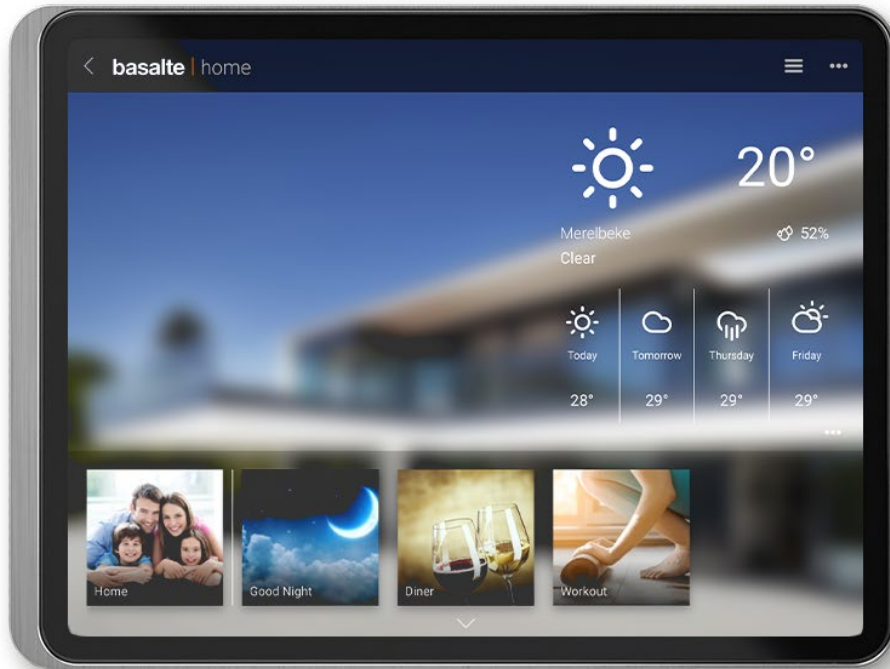 basalte | home
20°
Merelbeke
52%
Clear
Today Tomorrow Thursday Friday
28° 29° 29° 29°
Home Good Night Diner Workout